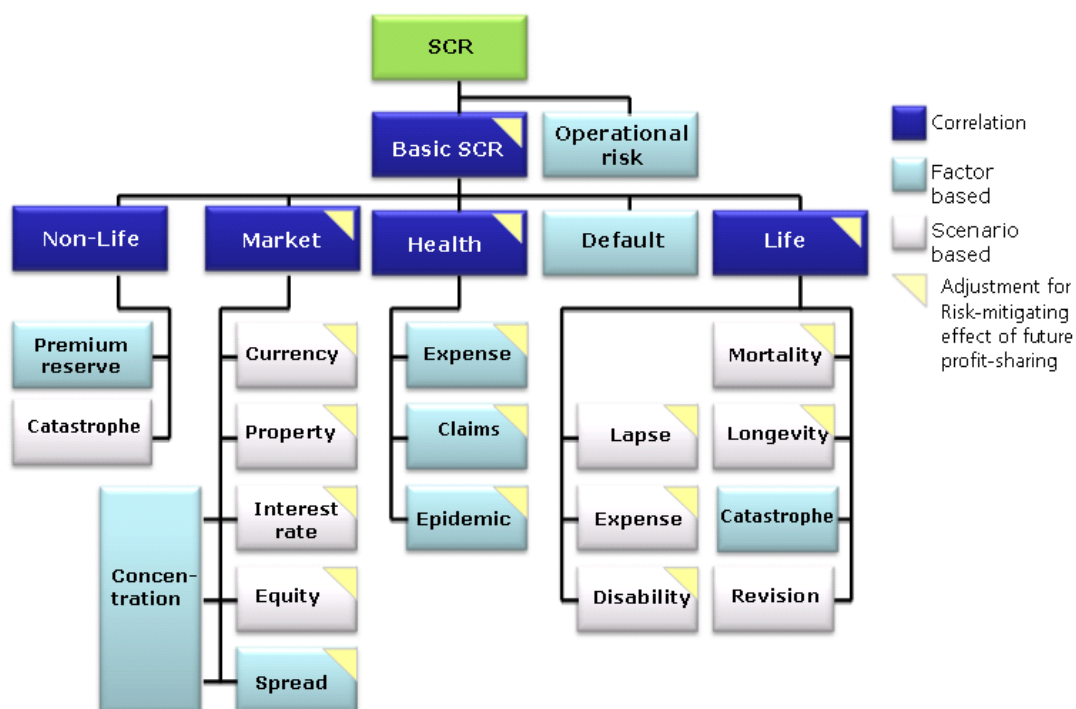 SCR
Basic SCR
Operational
risk
Correlation
Factor
based
Scenario
based
Adjustment for
Risk-mitigating
effect of future
profit-sharing
Non-Life
Market
Health
Default
Life
Premium
reserve
Catastrophe
Concen-
tration
Currency
Property
Interest
rate
Equity
Spread
Expense
Claims
Epidemic
Lapse
Expense
Disability
Mortality
Longevity
Catastrophe
Revision